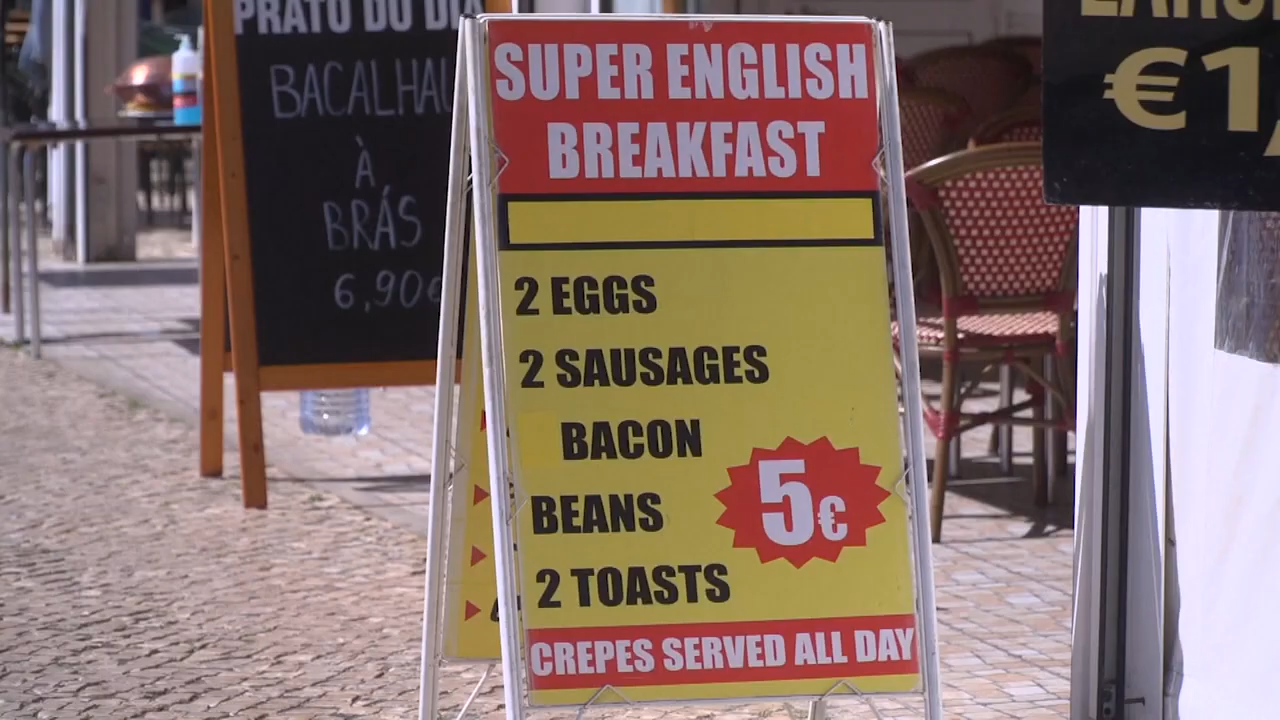 PRATO DO DIA
BACALHAU
À
BRÁS
6,90€
SUPER ENGLISH
BREAKFAST
2 EGGS
2 SAUSAGES
BACON
BEANS
2 TOASTS
5€
CREPES SERVED ALL DAY
€1,